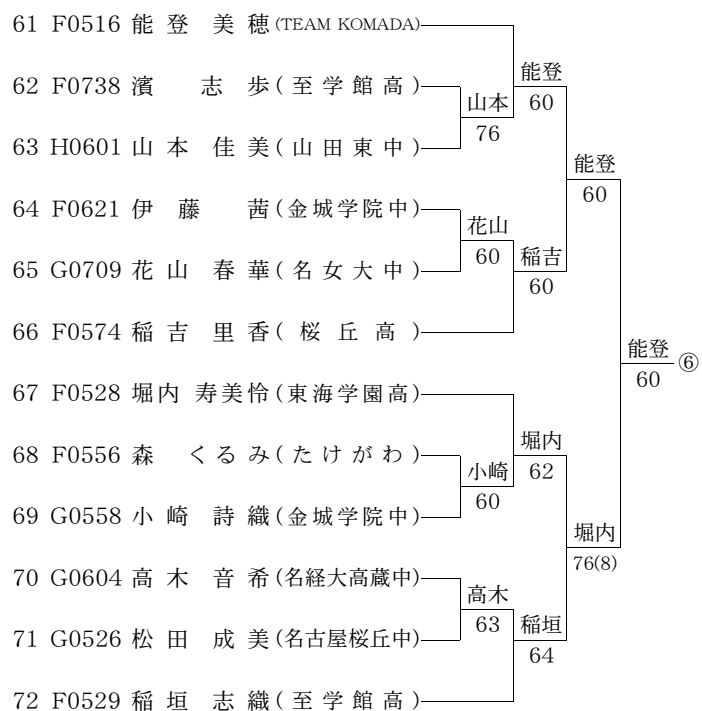 61 F0516 能登 美穂(TEAM KOMADA)
能登
62 F0738 濱 志歩(至学館高)
山本
60
76
63 H0601 山本 佳美(山田東中)
能登
60
64 F0621 伊藤 茜(金城学院中)
花山
60
稲吉
65 G0709 花山 春華(名女大中)
60
66 F0574 稲吉 里香(桜丘高)
能登
⑥
60
67 F0528 堀内 寿美怜(東海学園高)
堀内
68 F0556 森 くるみ(たけがわ)
小崎
62
60
69 G0558 小崎 詩織(金城学院中)
堀内
76(8)
70 G0604 高木 音希(名経大高蔵中)
高木
63
稲垣
71 G0526 松田 成美(名古屋桜丘中)
64
72 F0529 稲垣 志織(至学館高)